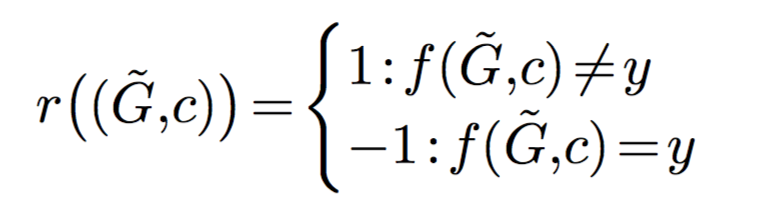 r((G̃,c)) = { 1: f(G̃,c) ≠ y
−1: f(G̃,c) = y